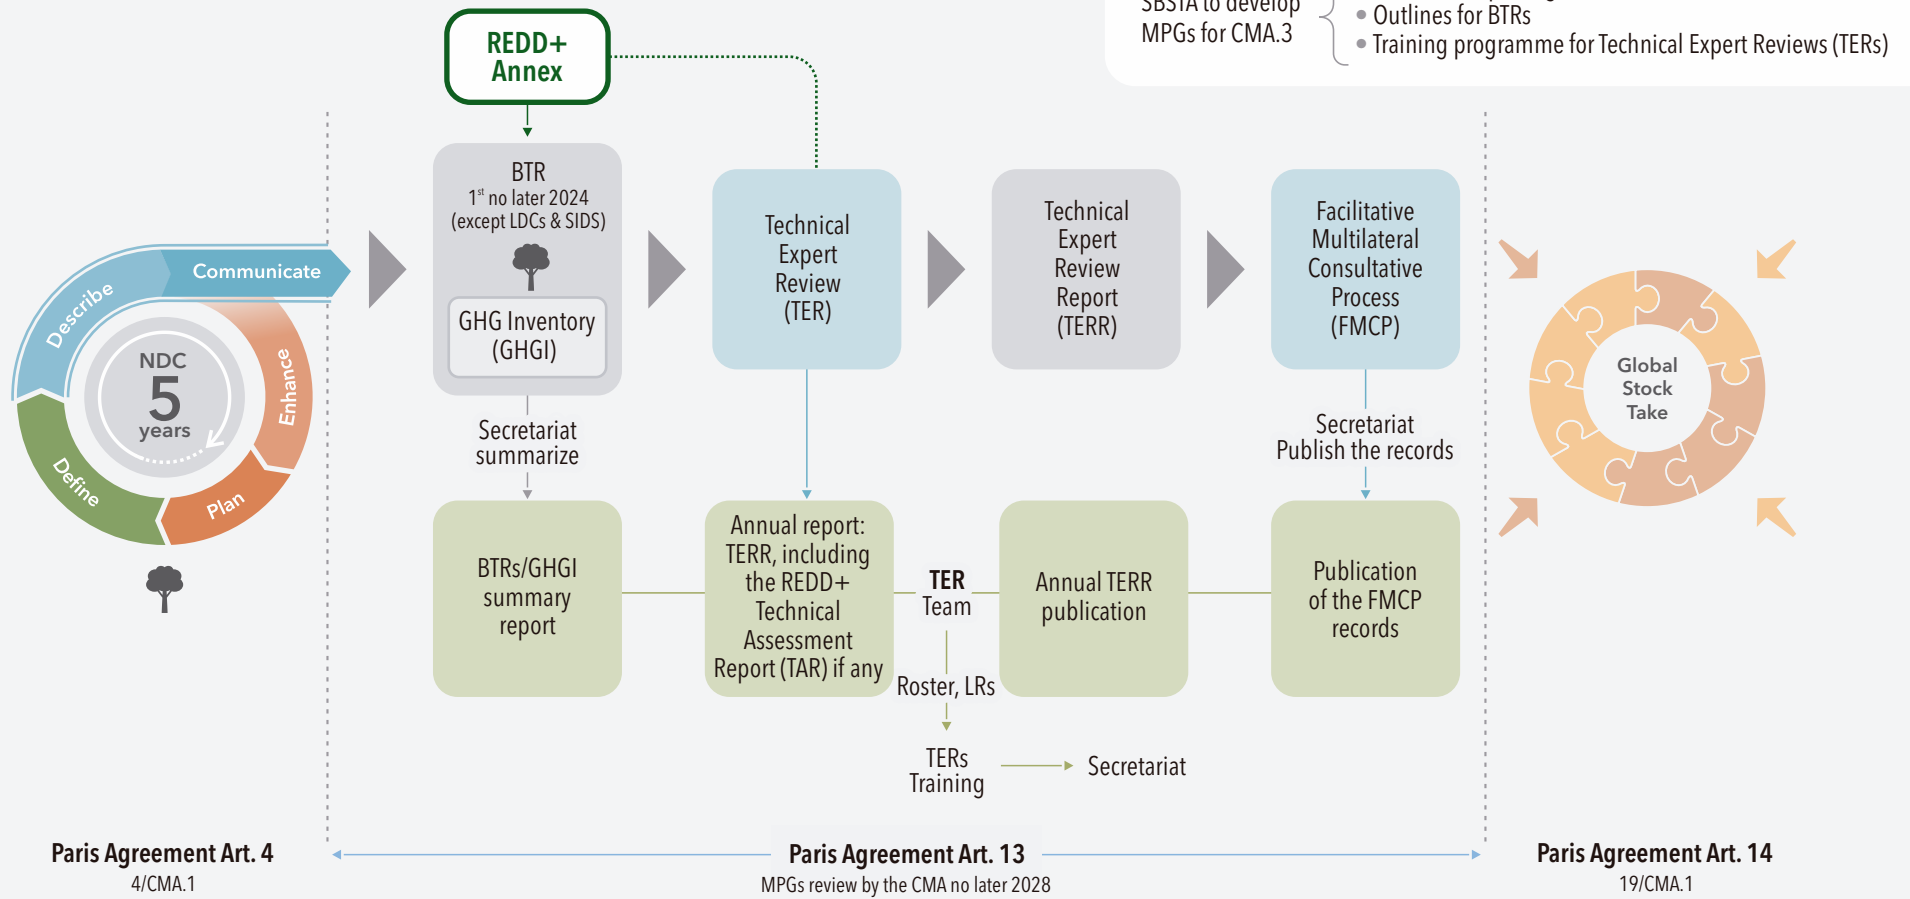 SBSTA to develop
MPGs for CMA.3
• Outlines for BTRs
• Training programme for Technical Expert Reviews (TERs)
REDD+
Annex
BTR
1st no later 2024
(except LDCs & SIDS)
GHG Inventory
(GHGI)
Technical
Expert
Review
(TER)
Technical
Expert
Review
Report
(TERR)
Facilitative
Multilateral
Consultative
Process
(FMCP)
Communicate
Describe
Enhance
Define
Plan
NDC
5
years
Global
Stock
Take
Secretariat
summarize
Secretariat
Publish the records
BTRs/GHGI
summary
report
Annual report:
TERR, including
the REDD+
Technical
Assessment
Report (TAR) if any
TER
Team
Annual TERR
publication
Publication
of the FMCP
records
Roster, LRs
TERs
Training
Secretariat
Paris Agreement Art. 4
4/CMA.1
Paris Agreement Art. 13
MPGs review by the CMA no later 2028
Paris Agreement Art. 14
19/CMA.1